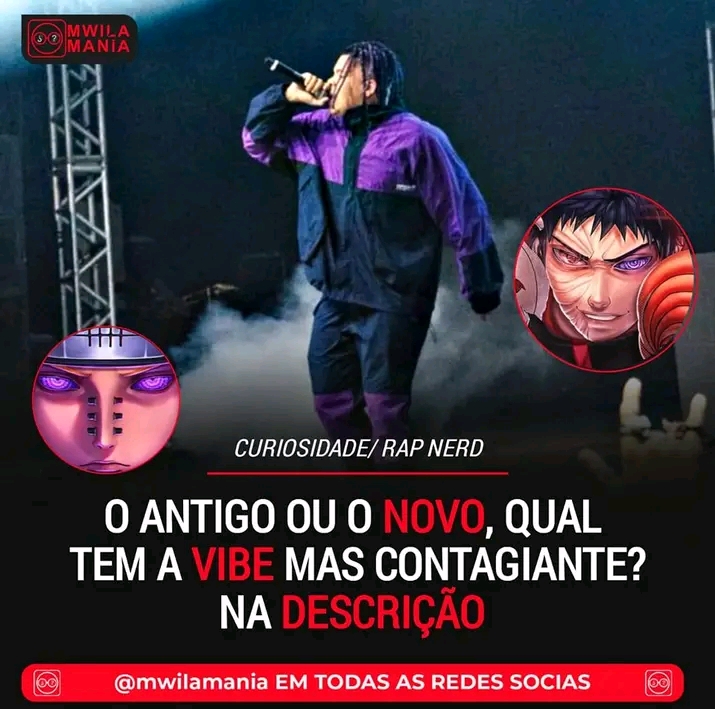 MWILA
MANIA
CURIOSIDADE/ RAP NERD
O ANTIGO OU O NOVO, QUAL
TEM A VIBE MAS CONTAGIANTE?
NA DESCRIÇÃO
@mwilamania EM TODAS AS REDES SOCIAS